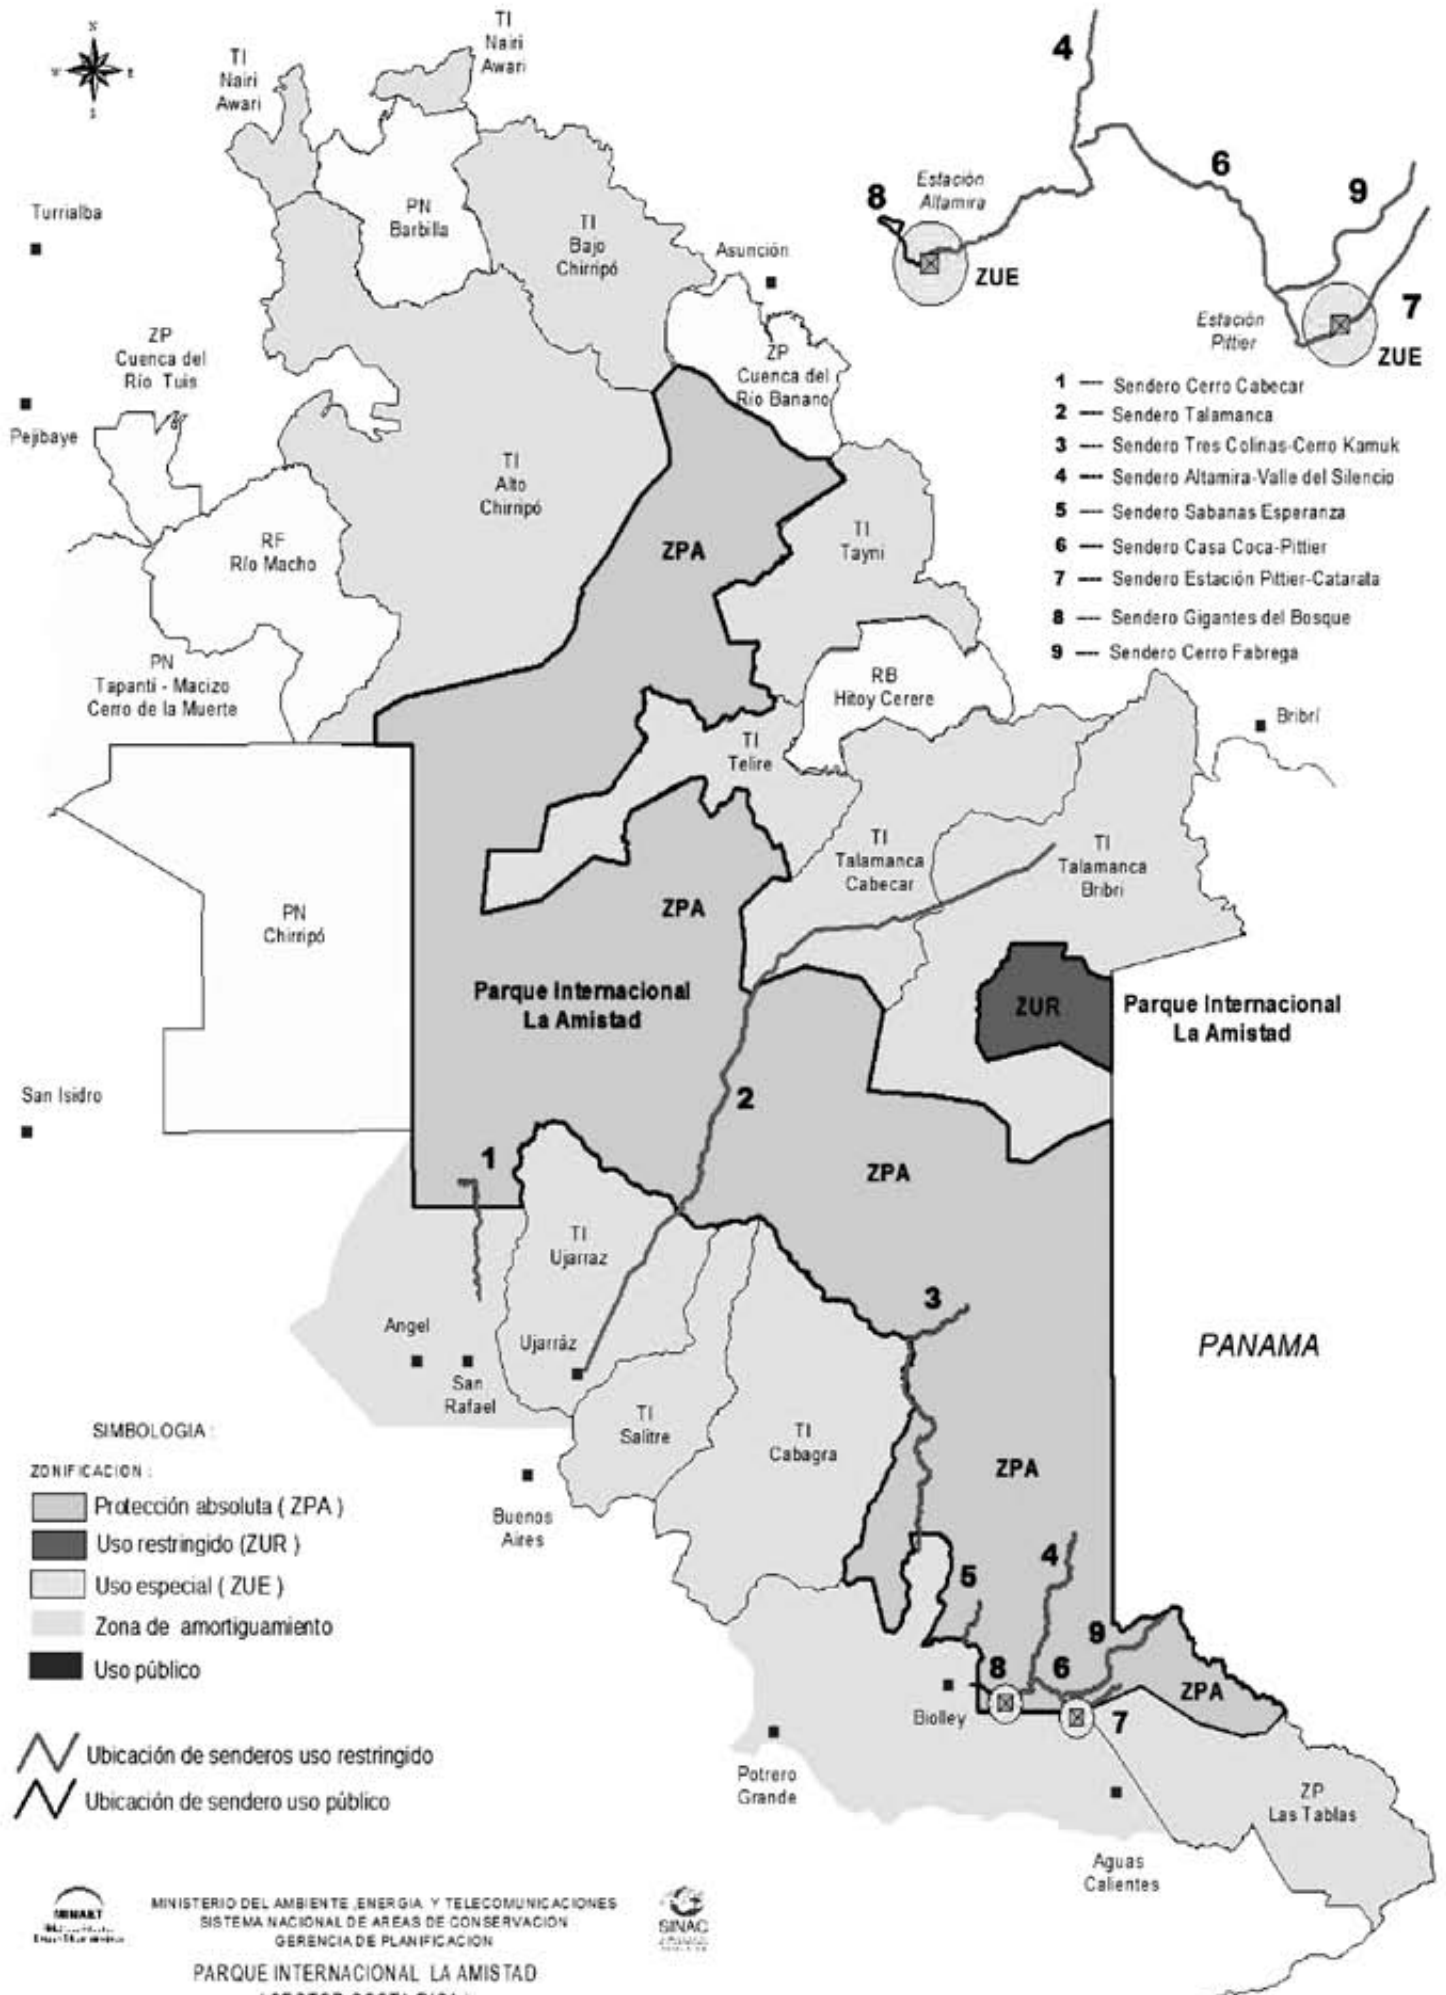 N
W
E
S
TI
Nairi
Awari
TI
Nairi
Awari
4
6
9
8
Estación
Altamira
ZUE
7
Estación
Pittier
ZUE
Turrialba
PN
Barbilla
TI
Bajo
Chirripó
Asunción
ZP
Cuenca del
Río Tuis
ZP
Cuenca del
Río Banano
Pejibaye
1 --- Sendero Cerro Cabecar
2 --- Sendero Talamanca
3 --- Sendero Tres Colinas-Cerro Kamuk
4 --- Sendero Altamira-Valle del Silencio
5 --- Sendero Sabanas Esperanza
6 --- Sendero Casa Coca-Pittier
7 --- Sendero Estación Pittier-Catarata
8 --- Sendero Gigantes del Bosque
9 --- Sendero Cerro Fabrega
TI
Alto
Chirripó
ZPA
TI
Tayni
RF
Río Macho
PN
Tapantí - Macizo
Cerro de la Muerte
RB
Hitoy Cerere
Bribrí
TI
Telire
TI
Talamanca
Cabecar
TI
Talamanca
Bribri
PN
Chirripó
ZPA
Parque Internacional
La Amistad
ZUR
Parque Internacional
La Amistad
San Isidro
2
1
ZPA
TI
Ujarraz
3
Angel
San
Rafael
Ujarráz
PANAMA
TI
Salitre
TI
Cabagra
ZPA
Buenos
Aires
4
5
9
8
6
ZPA
7
Biolley
Potrero
Grande
ZP
Las Tablas
Aguas
Calientes
SIMBOLOGIA :
ZONIFICACION :
Protección absoluta ( ZPA )
Uso restringido (ZUR )
Uso especial ( ZUE )
Zona de amortiguamiento
Uso público
Ubicación de senderos uso restringido
Ubicación de sendero uso público
MINAET
MINISTERIO DEL AMBIENTE ,ENERGIA Y TELECOMUNICACIONES
SISTEMA NACIONAL DE AREAS DE CONSERVACION
GERENCIA DE PLANIFICACION
SINAC
PARQUE INTERNACIONAL LA AMISTAD